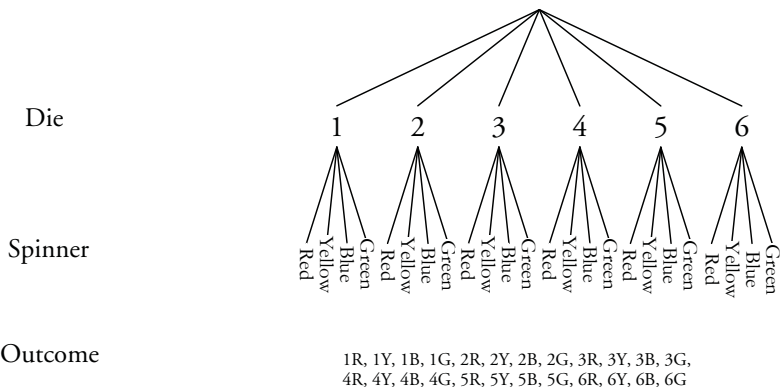 Die
1 2 3 4 5 6
Spinner
Red Yellow Blue Green Red Yellow Blue Green Red Yellow Blue Green Red Yellow Blue Green Red Yellow Blue Green Red Yellow Blue Green
Outcome
1R, 1Y, 1B, 1G, 2R, 2Y, 2B, 2G, 3R, 3Y, 3B, 3G,
4R, 4Y, 4B, 4G, 5R, 5Y, 5B, 5G, 6R, 6Y, 6B, 6G